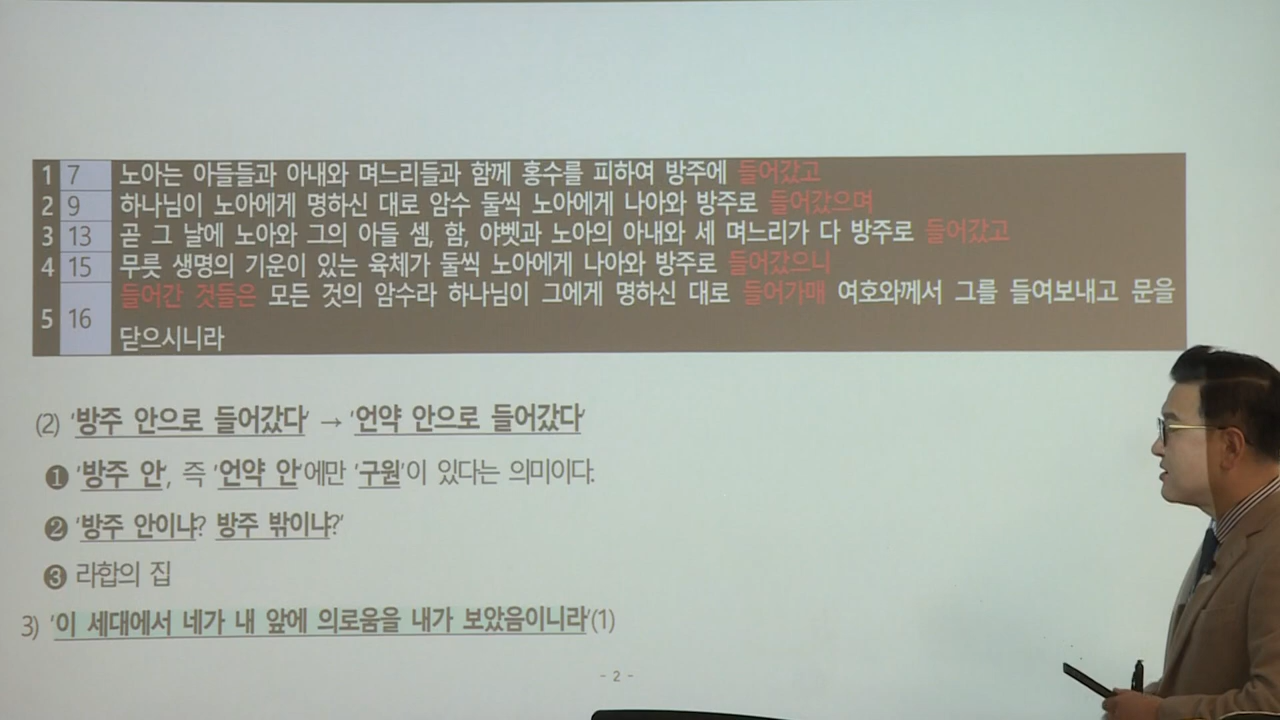 1 7 노아는 아들들과 아내와 며느리들과 함께 홍수를 피하여 방주에 들어갔고
2 9 하나님이 노아에게 명하신 대로 암수 둘씩 노아에게 나아와 방주로 들어갔으며
3 13 곧 그 날에 노아와 그의 아들 셈, 함, 야벳과 노아의 아내와 세 며느리가 다 방주로 들어갔고
4 15 무릇 생명의 기운이 있는 육체가 둘씩 노아에게 나아와 방주로 들어갔으니
5 16 들어간 것들은 모든 것의 암수라 하나님이 그에게 명하신 대로 들어가매 여호와께서 그를 들여보내고 문을
닫으시니라
(2) '방주 안으로 들어갔다' → '언약 안으로 들어갔다'
❶ '방주 안', 즉 '언약 안'에만 '구원'이 있다는 의미이다.
❷ '방주 안이냐? 방주 밖이냐?'
❸ 라합의 집
3) '이 세대에서 네가 내 앞에 의로움을 내가 보았음이니라'(1)
- 2 -